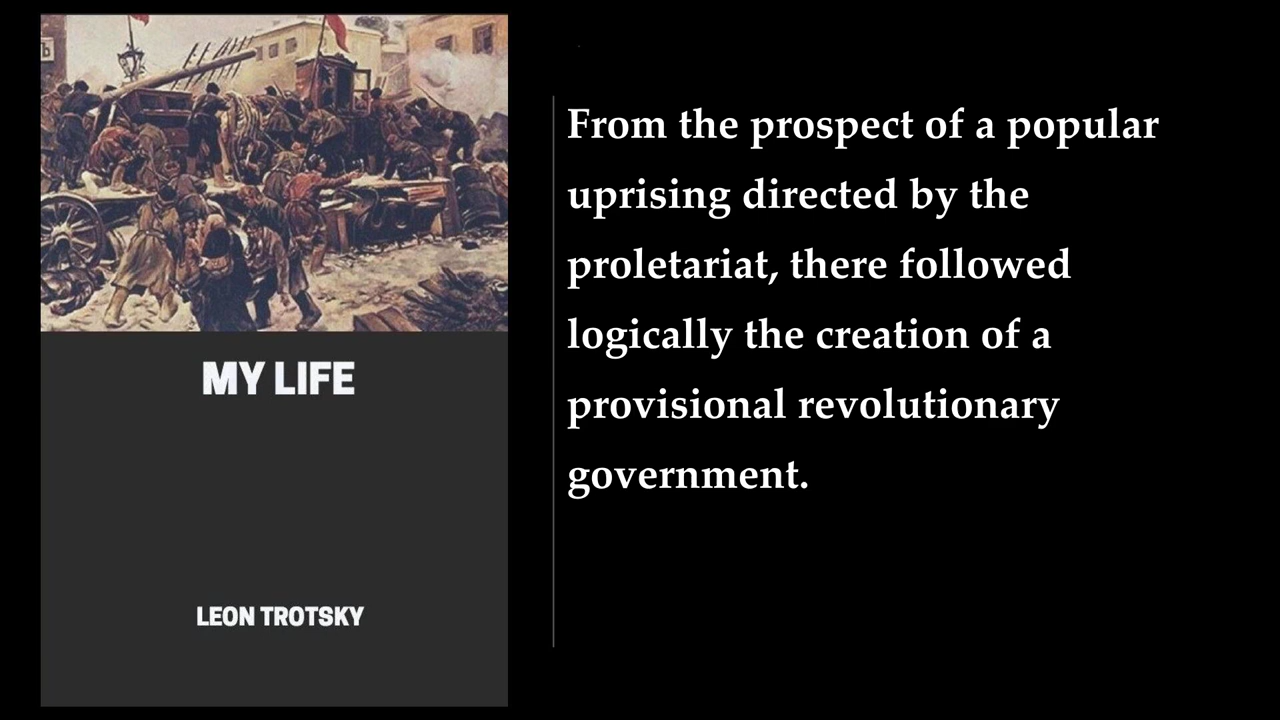 MY LIFE
LEON TROTSKY
From the prospect of a popular
uprising directed by the
proletariat, there followed
logically the creation of a
provisional revolutionary
government.